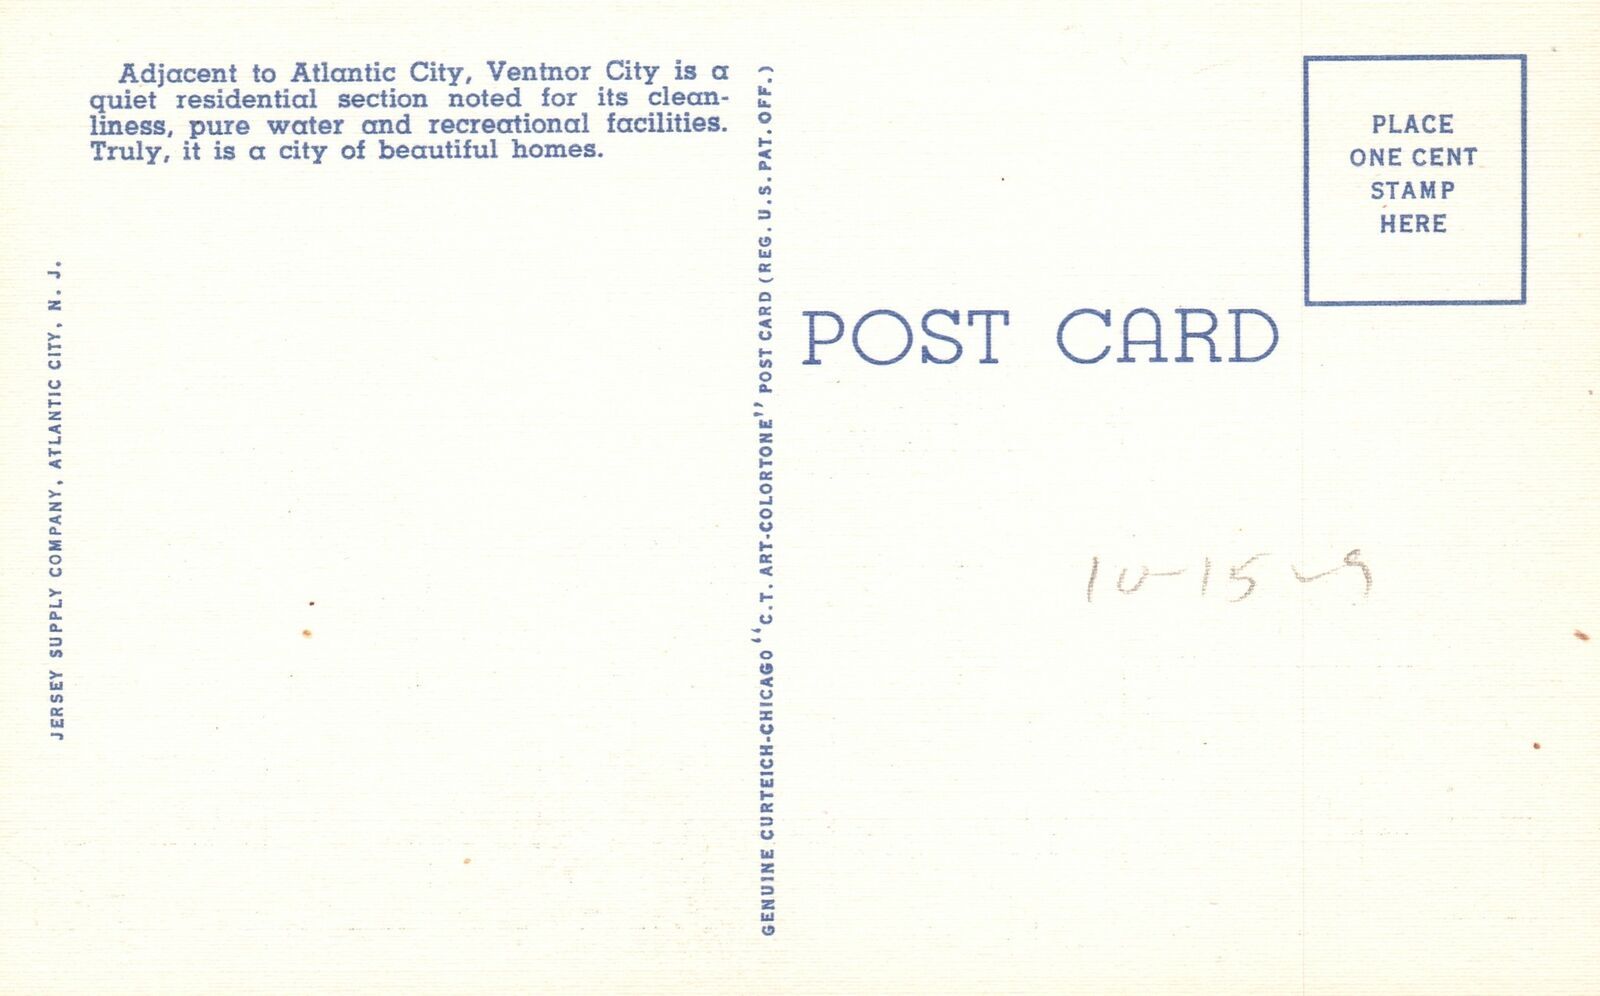 Adjacent to Atlantic City, Ventnor City is a
quiet residential section noted for its clean-
liness, pure water and recreational facilities.
Truly, it is a city of beautiful homes.
JERSEY SUPPLY COMPANY, ATLANTIC CITY, N. J.
GENUINE CURTEICH-CHICAGO "C.T. ART-COLORTONE" POST CARD (REG. U.S. PAT. OFF.)
PLACE
ONE CENT
STAMP
HERE
POST CARD
10-15